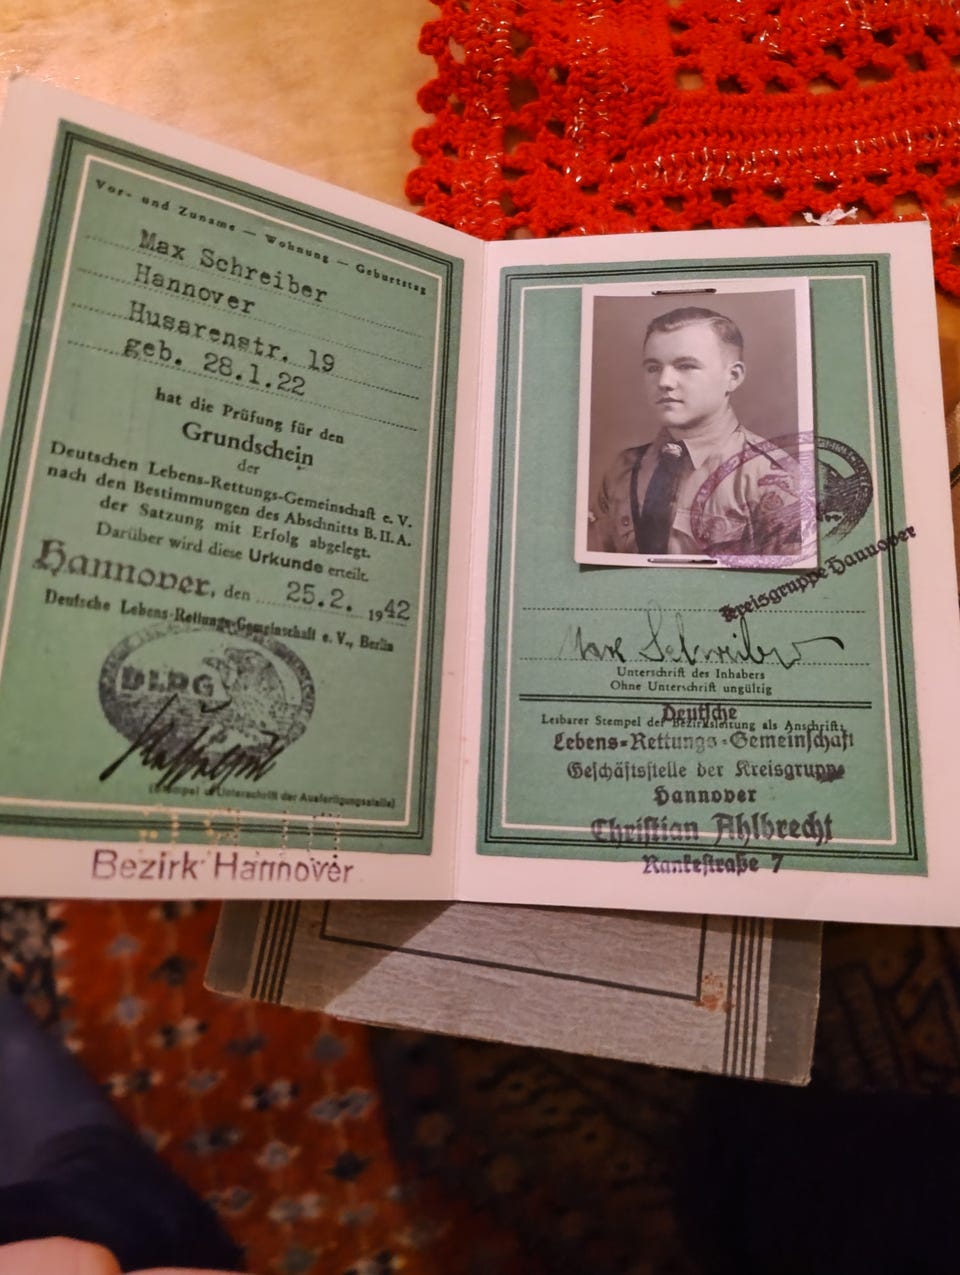 Vor- und Zuname — Wohnung — Geburtstag
Max Schreiber
Hannover
Husarenstr. 19
geb. 28.1.22
hat die Prüfung für den
Grundschein
der
Deutschen Lebens-Rettungs-Gemeinschaft e. V.
nach den Bestimmungen des Abschnitts B. II. A.
der Satzung mit Erfolg abgelegt.
Darüber wird diese Urkunde erteilt.
Hannover, den 25.2. 1942
Deutsche Lebens-Rettungs-Gemeinschaft e. V., Berlin
DLRG
(Stempel u. Unterschrift der Ausfertigungsstelle)
Bezirk Hannover
Kreisgruppe Hannover
Max Schreiber
Unterschrift des Inhabers
Ohne Unterschrift ungültig
Lesbarer Stempel der Bezirksleitung als Anschrift:
Deutsche
Lebens-Rettungs-Gemeinschaft
Geschäftsstelle der Kreisgruppe
Hannover
Christian Ahlbrecht
Rankestraße 7